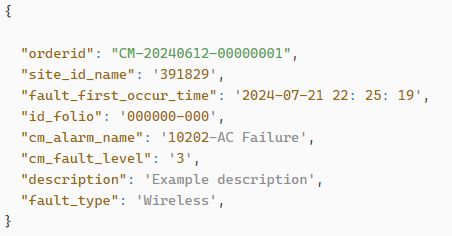 {
"orderid": "CM-20240612-00000001",
"site_id_name": '391829',
"fault_first_occur_time": '2024-07-21 22: 25: 19',
"id_folio": '000000-000',
"cm_alarm_name": '10202-AC Failure',
"cm_fault_level": '3',
"description": 'Example description',
"fault_type": 'Wireless',
}